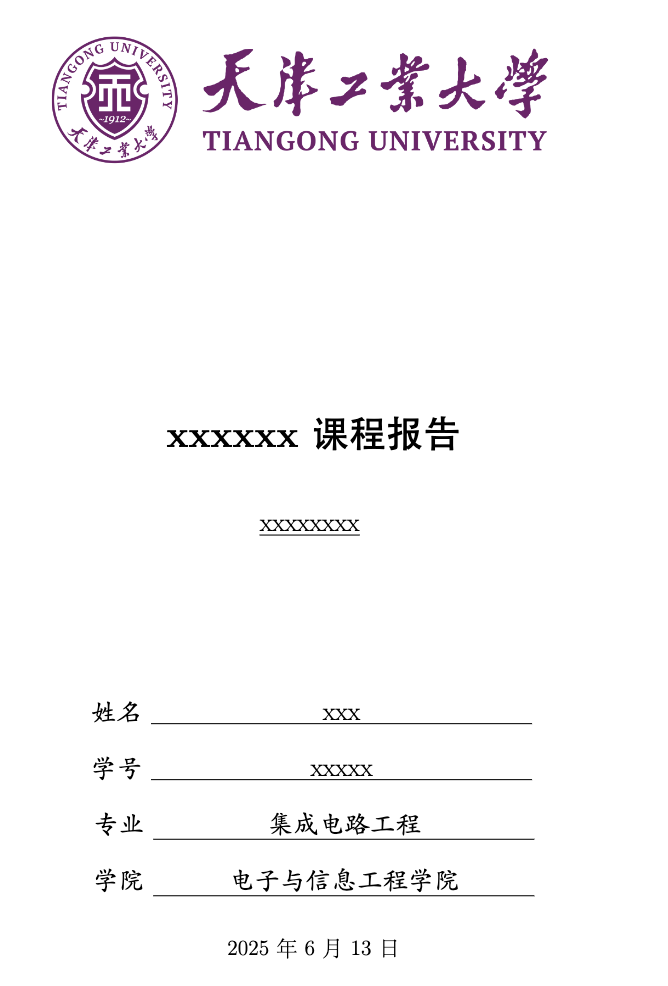 TIANGONG UNIVERSITY
1912
天津工业大学
天津工業大學
TIANGONG UNIVERSITY
xxxxxx 课程报告
xxxxxxxx
姓名 xxx
学号 xxxxx
专业 集成电路工程
学院 电子与信息工程学院
2025 年 6 月 13 日